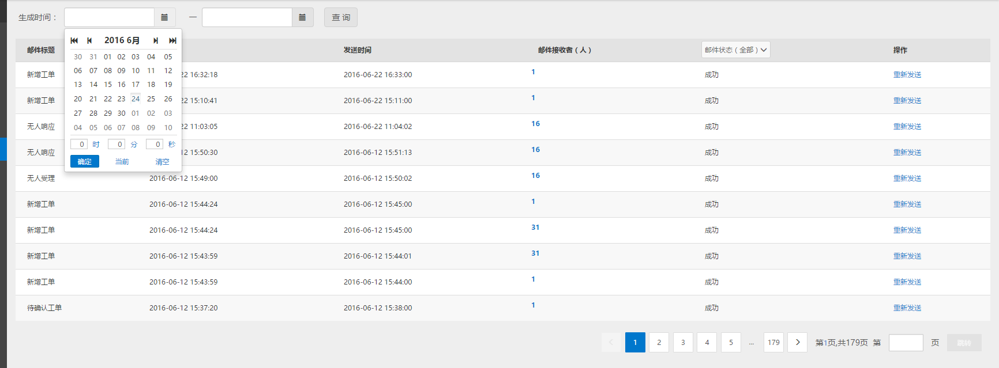 生成时间： — 查 询
2016 6月
30 31 01 02 03 04 05
06 07 08 09 10 11 12
13 14 15 16 17 18 19
20 21 22 23 24 25 26
27 28 29 30 01 02 03
04 05 06 07 08 09 10
0 时 0 分 0 秒
确定 当前 清空
邮件标题 发送时间 邮件接收者（人） 邮件状态（全部） 操作
新增工单 22 16:32:18 2016-06-22 16:33:00 1 成功 重新发送
新增工单 22 15:10:41 2016-06-22 15:11:00 1 成功 重新发送
无人响应 22 11:03:05 2016-06-22 11:04:02 16 成功 重新发送
无人响应 12 15:50:30 2016-06-12 15:51:13 16 成功 重新发送
无人受理 2016-06-12 15:49:00 2016-06-12 15:50:02 16 成功 重新发送
新增工单 2016-06-12 15:44:24 2016-06-12 15:45:00 1 成功 重新发送
新增工单 2016-06-12 15:44:24 2016-06-12 15:45:00 31 成功 重新发送
新增工单 2016-06-12 15:43:59 2016-06-12 15:44:01 31 成功 重新发送
新增工单 2016-06-12 15:43:59 2016-06-12 15:44:00 1 成功 重新发送
待确认工单 2016-06-12 15:37:20 2016-06-12 15:38:00 1 成功 重新发送
1 2 3 4 5 ... 179 第1页,共179页 第 页 跳转